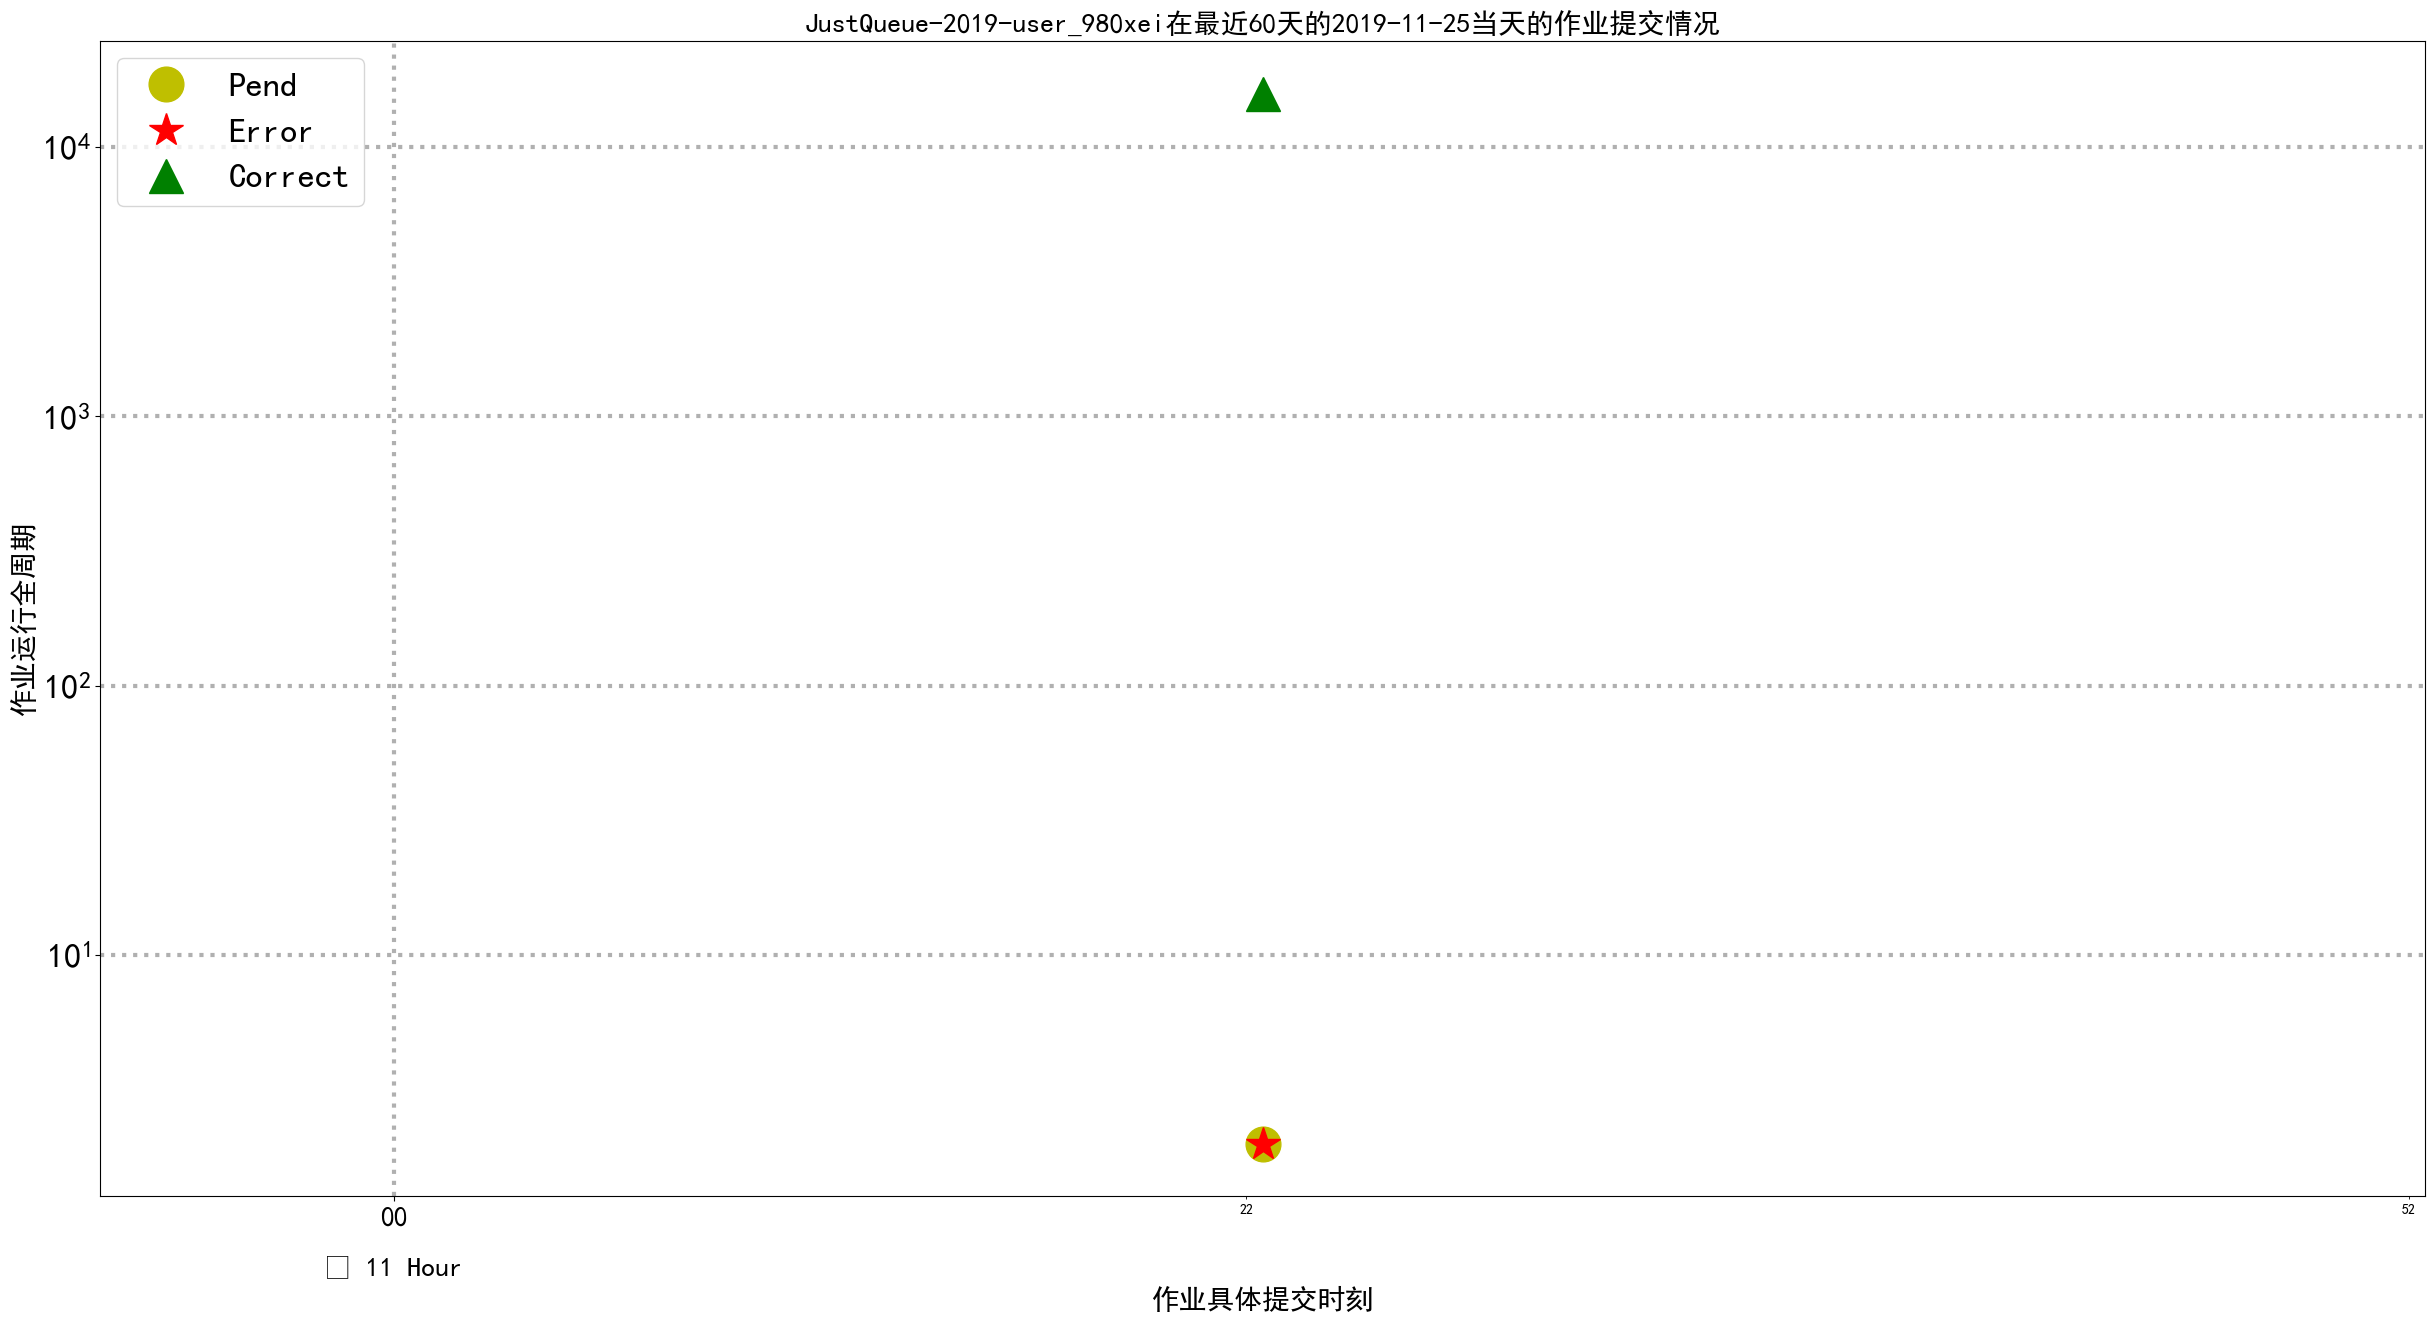 JustQueue-2019-user_980xei在最近60天的2019-11-25当天的作业提交情况
Pend
Error
Correct
10⁴
10³
10²
10¹
作业运行全周期
00
22
52
□ 11 Hour
作业具体提交时刻